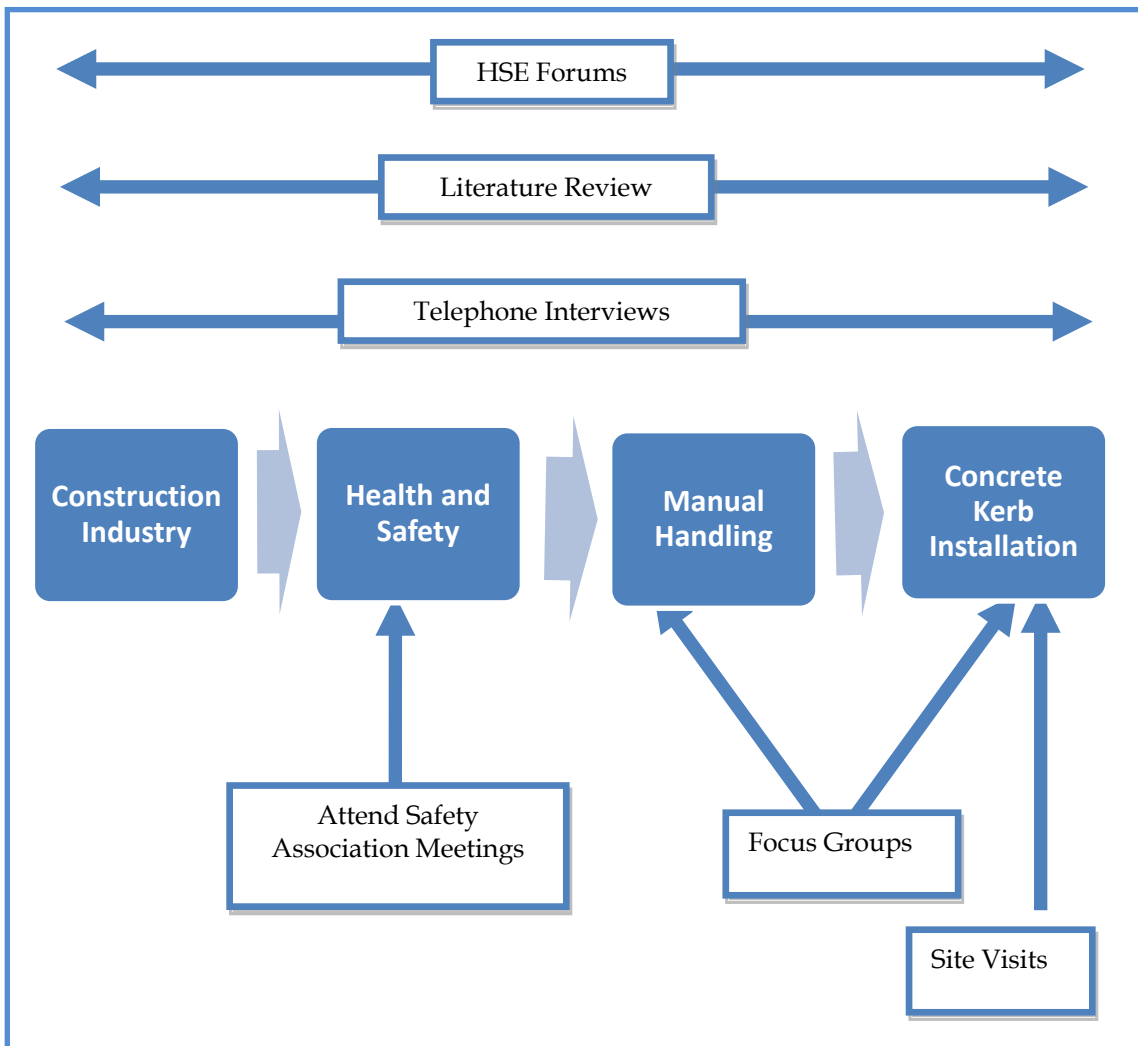 HSE Forums
Literature Review
Telephone Interviews
Construction
Industry
Health and
Safety
Manual
Handling
Concrete
Kerb
Installation
Attend Safety
Association Meetings
Focus Groups
Site Visits